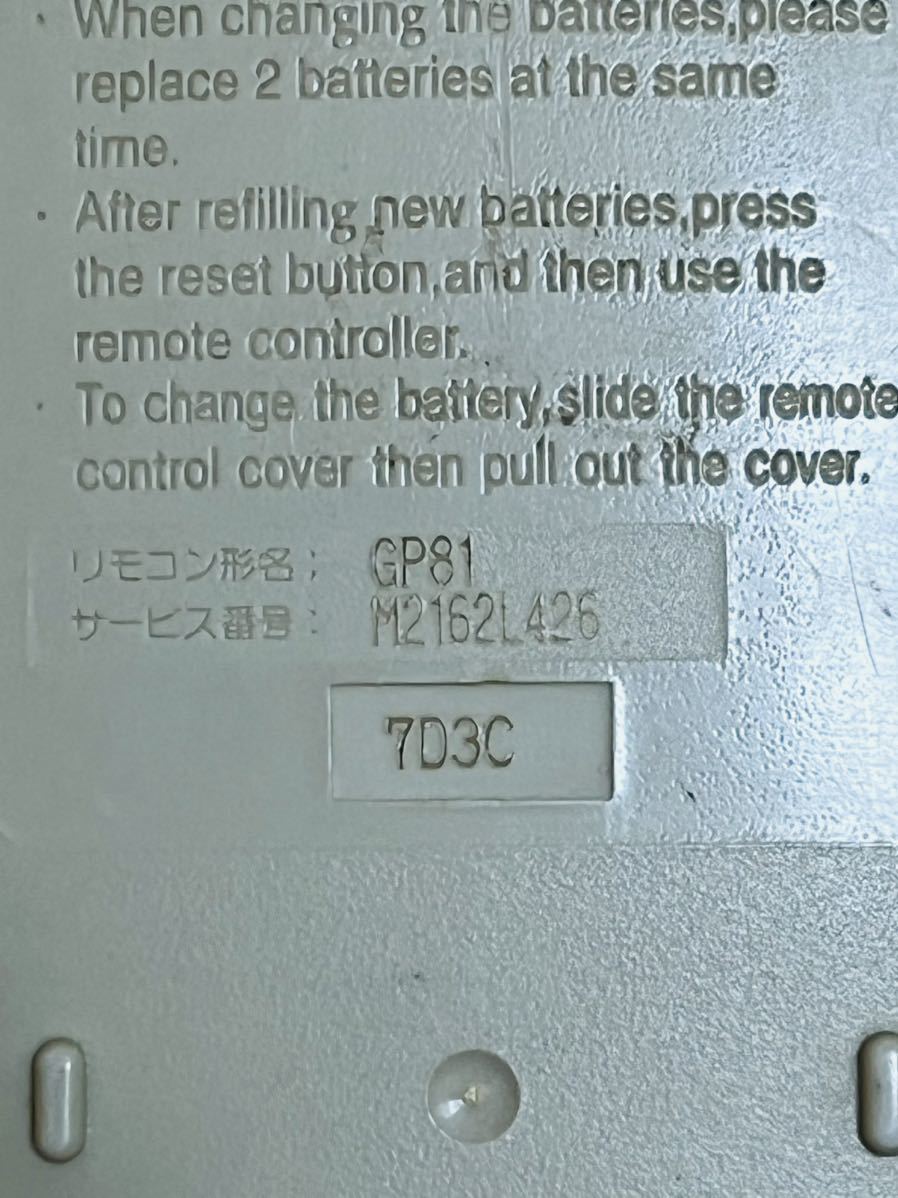 · When changing the batteries,please
replace 2 batteries at the same
time.
· After refilling new batteries,press
the reset button,and then use the
remote controller.
· To change the battery,slide the remote
control cover then pull out the cover.
リモコン形名; GP81
サービス番号: M2162L426
7D3C